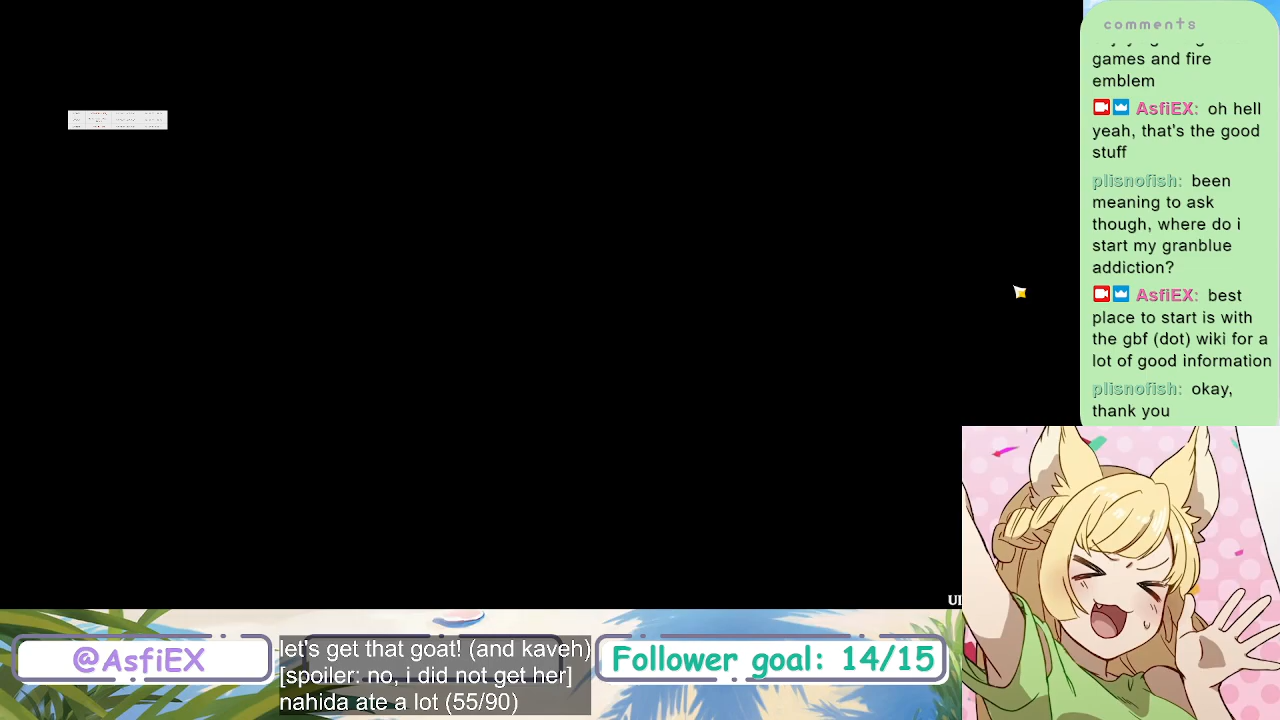 comments
games and fire
emblem
AsfiEX: oh hell
yeah, that's the good
stuff
plisnofish: been
meaning to ask
though, where do i
start my granblue
addiction?
AsfiEX: best
place to start is with
the gbf (dot) wiki for a
lot of good information
plisnofish: okay,
thank you
UI
@AsfiEX
let's get that goat! (and kaveh)
[spoiler: no, i did not get her]
nahida ate a lot (55/90)
Follower goal: 14/15